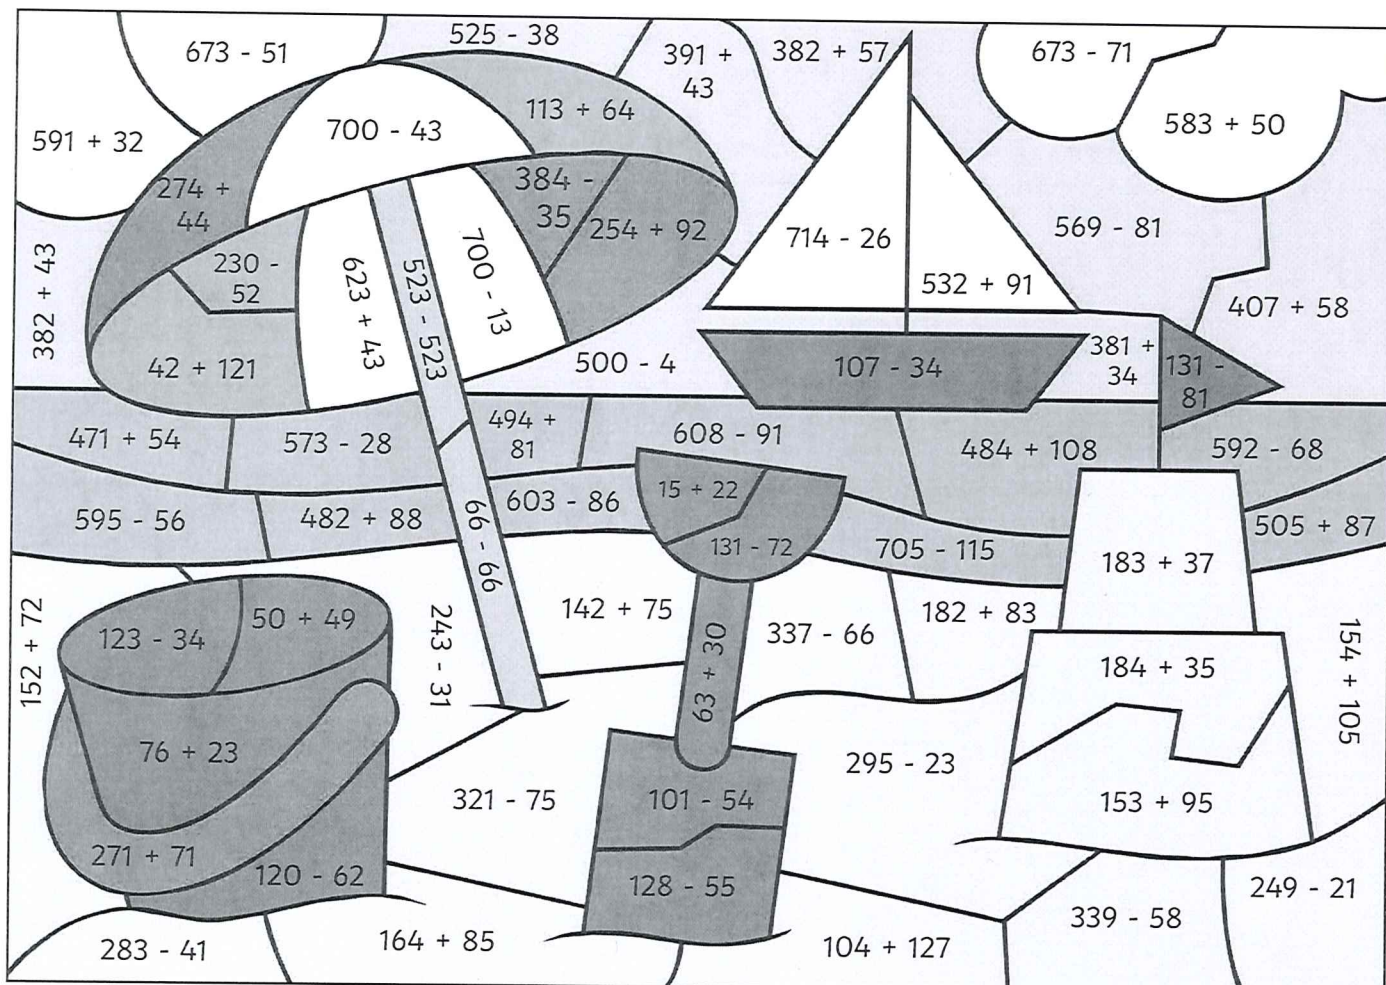 673 - 51
525 - 38
391 +
43
382 + 57
673 - 71
591 + 32
700 - 43
113 + 64
583 + 50
274 +
44
384 -
35
254 + 92
714 - 26
532 + 91
569 - 81
382 + 43
230 -
52
623 + 43
523 - 523
700 - 13
407 + 58
42 + 121
500 - 4
107 - 34
381 +
34
131 -
81
471 + 54
573 - 28
494 +
81
608 - 91
484 + 108
592 - 68
595 - 56
482 + 88
66 - 66
603 - 86
15 + 22
131 - 72
705 - 115
505 + 87
183 + 37
152 + 72
123 - 34
50 + 49
243 - 31
142 + 75
63 + 30
337 - 66
182 + 83
184 + 35
154 + 105
76 + 23
321 - 75
101 - 54
295 - 23
153 + 95
271 + 71
120 - 62
128 - 55
249 - 21
283 - 41
164 + 85
104 + 127
339 - 58